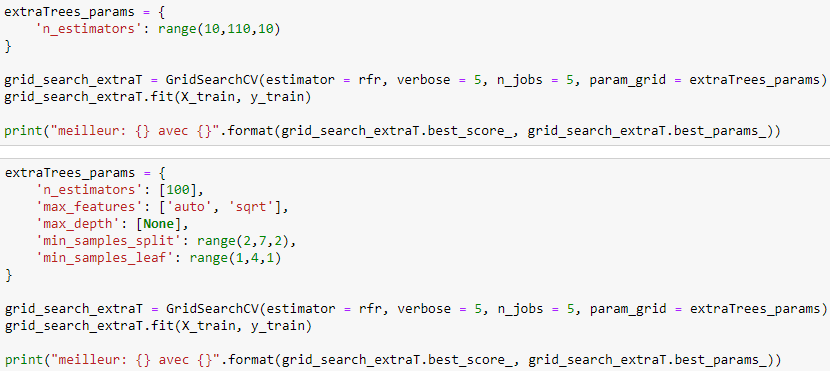 extraTrees_params = {
    'n_estimators': range(10,110,10)
}
grid_search_extraT = GridSearchCV(estimator = rfr, verbose = 5, n_jobs = 5, param_grid = extraTrees_params)
grid_search_extraT.fit(X_train, y_train)
print("meilleur: {} avec {}".format(grid_search_extraT.best_score_, grid_search_extraT.best_params_))
extraTrees_params = {
    'n_estimators': [100],
    'max_features': ['auto', 'sqrt'],
    'max_depth': [None],
    'min_samples_split': range(2,7,2),
    'min_samples_leaf': range(1,4,1)
}
grid_search_extraT = GridSearchCV(estimator = rfr, verbose = 5, n_jobs = 5, param_grid = extraTrees_params)
grid_search_extraT.fit(X_train, y_train)
print("meilleur: {} avec {}".format(grid_search_extraT.best_score_, grid_search_extraT.best_params_))